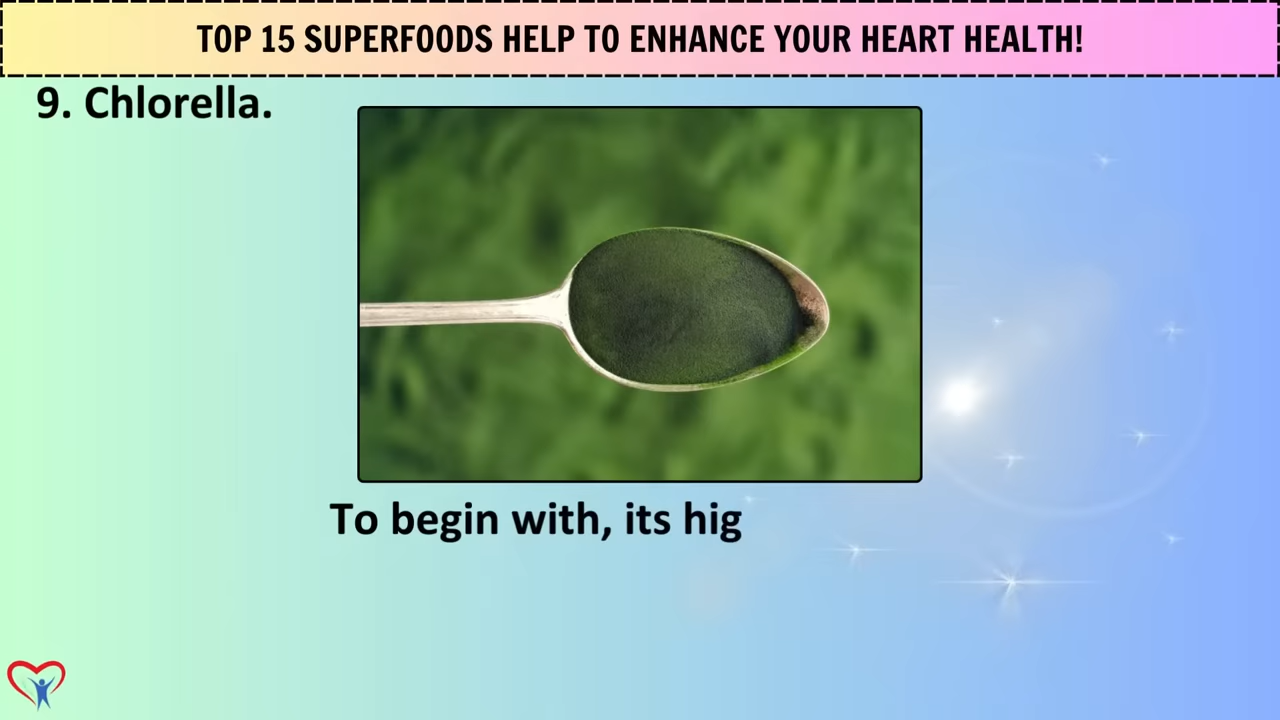 TOP 15 SUPERFOODS HELP TO ENHANCE YOUR HEART HEALTH!
9. Chlorella.
To begin with, its hig